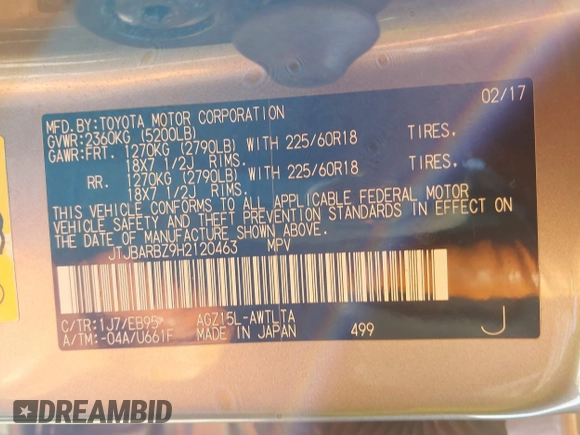 MFD.BY:TOYOTA MOTOR CORPORATION 02/17
GVWR:2360KG (5200LB)
GAWR:FRT. 1270KG (2790LB) WITH 225/60R18 TIRES.
18X7 1/2J RIMS.
RR. 1270KG (2790LB) WITH 225/60R18 TIRES.
18X7 1/2J RIMS.
THIS VEHICLE CONFORMS TO ALL APPLICABLE FEDERAL MOTOR
VEHICLE SAFETY AND THEFT PREVENTION STANDARDS IN EFFECT ON
THE DATE OF MANUFACTURE SHOWN ABOVE.
JTJBARBZ9H2120463 MPV
C/TR:1J7/EB95 AGZ15L-AWTLTA
A/TM:-04A/U661F MADE IN JAPAN 499 J
DREAMBID